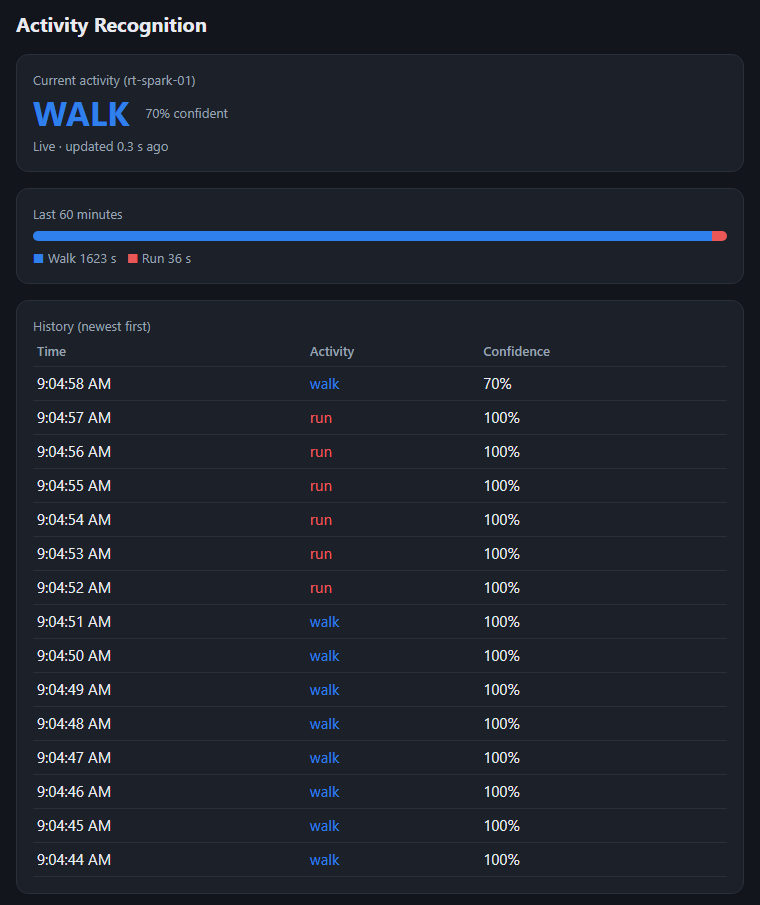 Activity Recognition
Current activity (rt-spark-01)
WALK 70% confident
Live · updated 0.3 s ago
Last 60 minutes
Walk 1623 s Run 36 s
History (newest first)
Time Activity Confidence
9:04:58 AM walk 70%
9:04:57 AM run 100%
9:04:56 AM run 100%
9:04:55 AM run 100%
9:04:54 AM run 100%
9:04:53 AM run 100%
9:04:52 AM run 100%
9:04:51 AM walk 100%
9:04:50 AM walk 100%
9:04:49 AM walk 100%
9:04:48 AM walk 100%
9:04:47 AM walk 100%
9:04:46 AM walk 100%
9:04:45 AM walk 100%
9:04:44 AM walk 100%